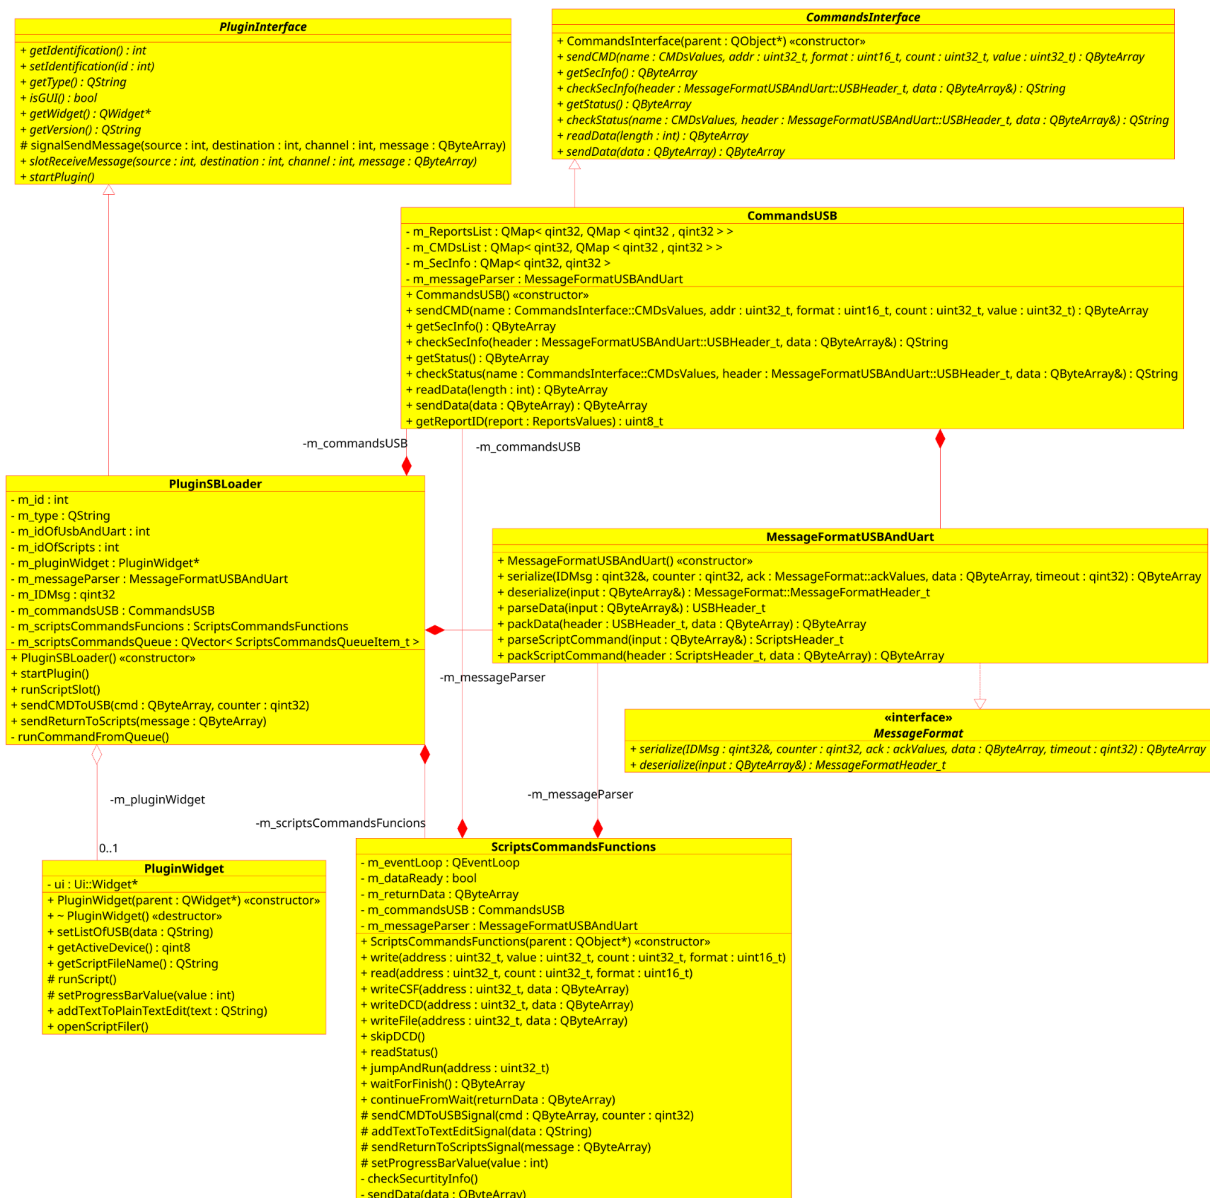 PluginInterface
+ getIdentification() : int
+ setIdentification(id : int)
+ getType() : QString
+ isGUI() : bool
+ getWidget() : QWidget*
+ getVersion() : QString
# signalSendMessage(source : int, destination : int, channel : int, message : QByteArray)
+ slotReceiveMessage(source : int, destination : int, channel : int, message : QByteArray)
+ startPlugin()
CommandsInterface
+ CommandsInterface(parent : QObject*) «constructor»
+ sendCMD(name : CMDsValues, addr : uint32_t, format : uint16_t, count : uint32_t, value : uint32_t) : QByteArray
+ getSecInfo() : QByteArray
+ checkSecInfo(header : MessageFormatUSBAndUart::USBHeader_t, data : QByteArray&) : QString
+ getStatus() : QByteArray
+ checkStatus(name : CMDsValues, header : MessageFormatUSBAndUart::USBHeader_t, data : QByteArray&) : QString
+ readData(length : int) : QByteArray
+ sendData(data : QByteArray) : QByteArray
CommandsUSB
- m_ReportsList : QMap< qint32, QMap < qint32 , qint32 > >
- m_CMDsList : QMap< qint32, QMap < qint32 , qint32 > >
- m_SecInfo : QMap< qint32, qint32 >
- m_messageParser : MessageFormatUSBAndUart
+ CommandsUSB() «constructor»
+ sendCMD(name : CommandsInterface::CMDsValues, addr : uint32_t, format : uint16_t, count : uint32_t, value : uint32_t) : QByteArray
+ getSecInfo() : QByteArray
+ checkSecInfo(header : MessageFormatUSBAndUart::USBHeader_t, data : QByteArray&) : QString
+ getStatus() : QByteArray
+ checkStatus(name : CommandsInterface::CMDsValues, header : MessageFormatUSBAndUart::USBHeader_t, data : QByteArray&) : QString
+ readData(length : int) : QByteArray
+ sendData(data : QByteArray) : QByteArray
+ getReportID(report : ReportsValues) : uint8_t
-m_commandsUSB
-m_commandsUSB
PluginSBLoader
- m_id : int
- m_type : QString
- m_idOfUsbAndUart : int
- m_idOfScripts : int
- m_pluginWidget : PluginWidget*
- m_messageParser : MessageFormatUSBAndUart
- m_IDMsg : qint32
- m_commandsUSB : CommandsUSB
- m_scriptsCommandsFuncions : ScriptsCommandsFunctions
- m_scriptsCommandsQueue : QVector< ScriptsCommandsQueueItem_t >
+ PluginSBLoader() «constructor»
+ startPlugin()
+ runScriptSlot()
+ sendCMDToUSB(cmd : QByteArray, counter : qint32)
+ sendReturnToScripts(message : QByteArray)
- runCommandFromQueue()
MessageFormatUSBAndUart
+ MessageFormatUSBAndUart() «constructor»
+ serialize(IDMsg : qint32&, counter : qint32, ack : MessageFormat::ackValues, data : QByteArray, timeout : qint32) : QByteArray
+ deserialize(input : QByteArray&) : MessageFormat::MessageFormatHeader_t
+ parseData(input : QByteArray&) : USBHeader_t
+ packData(header : USBHeader_t, data : QByteArray) : QByteArray
+ parseScriptCommand(input : QByteArray&) : ScriptsHeader_t
+ packScriptCommand(header : ScriptsHeader_t, data : QByteArray) : QByteArray
-m_messageParser
«interface»
MessageFormat
+ serialize(IDMsg : qint32&, counter : qint32, ack : ackValues, data : QByteArray, timeout : qint32) : QByteArray
+ deserialize(input : QByteArray&) : MessageFormatHeader_t
-m_pluginWidget
-m_messageParser
-m_scriptsCommandsFuncions
0..1
PluginWidget
- ui : Ui::Widget*
+ PluginWidget(parent : QWidget*) «constructor»
+ ~ PluginWidget() «destructor»
+ setListOfUSB(data : QString)
+ getActiveDevice() : qint8
+ getScriptFileName() : QString
# runScript()
# setProgressBarValue(value : int)
+ addTextToPlainTextEdit(text : QString)
+ openScriptFiler()
ScriptsCommandsFunctions
- m_eventLoop : QEventLoop
- m_dataReady : bool
- m_returnData : QByteArray
- m_commandsUSB : CommandsUSB
- m_messageParser : MessageFormatUSBAndUart
+ ScriptsCommandsFunctions(parent : QObject*) «constructor»
+ write(address : uint32_t, value : uint32_t, count : uint32_t, format : uint16_t)
+ read(address : uint32_t, count : uint32_t, format : uint16_t)
+ writeCSF(address : uint32_t, data : QByteArray)
+ writeDCD(address : uint32_t, data : QByteArray)
+ writeFile(address : uint32_t, data : QByteArray)
+ skipDCD()
+ readStatus()
+ jumpAndRun(address : uint32_t)
+ waitForFinish() : QByteArray
+ continueFromWait(returnData : QByteArray)
# sendCMDToUSBSignal(cmd : QByteArray, counter : qint32)
# addTextToTextEditSignal(data : QString)
# sendReturnToScriptsSignal(message : QByteArray)
# setProgressBarValue(value : int)
- checkSecurtityInfo()
- sendData(data : QByteArray)